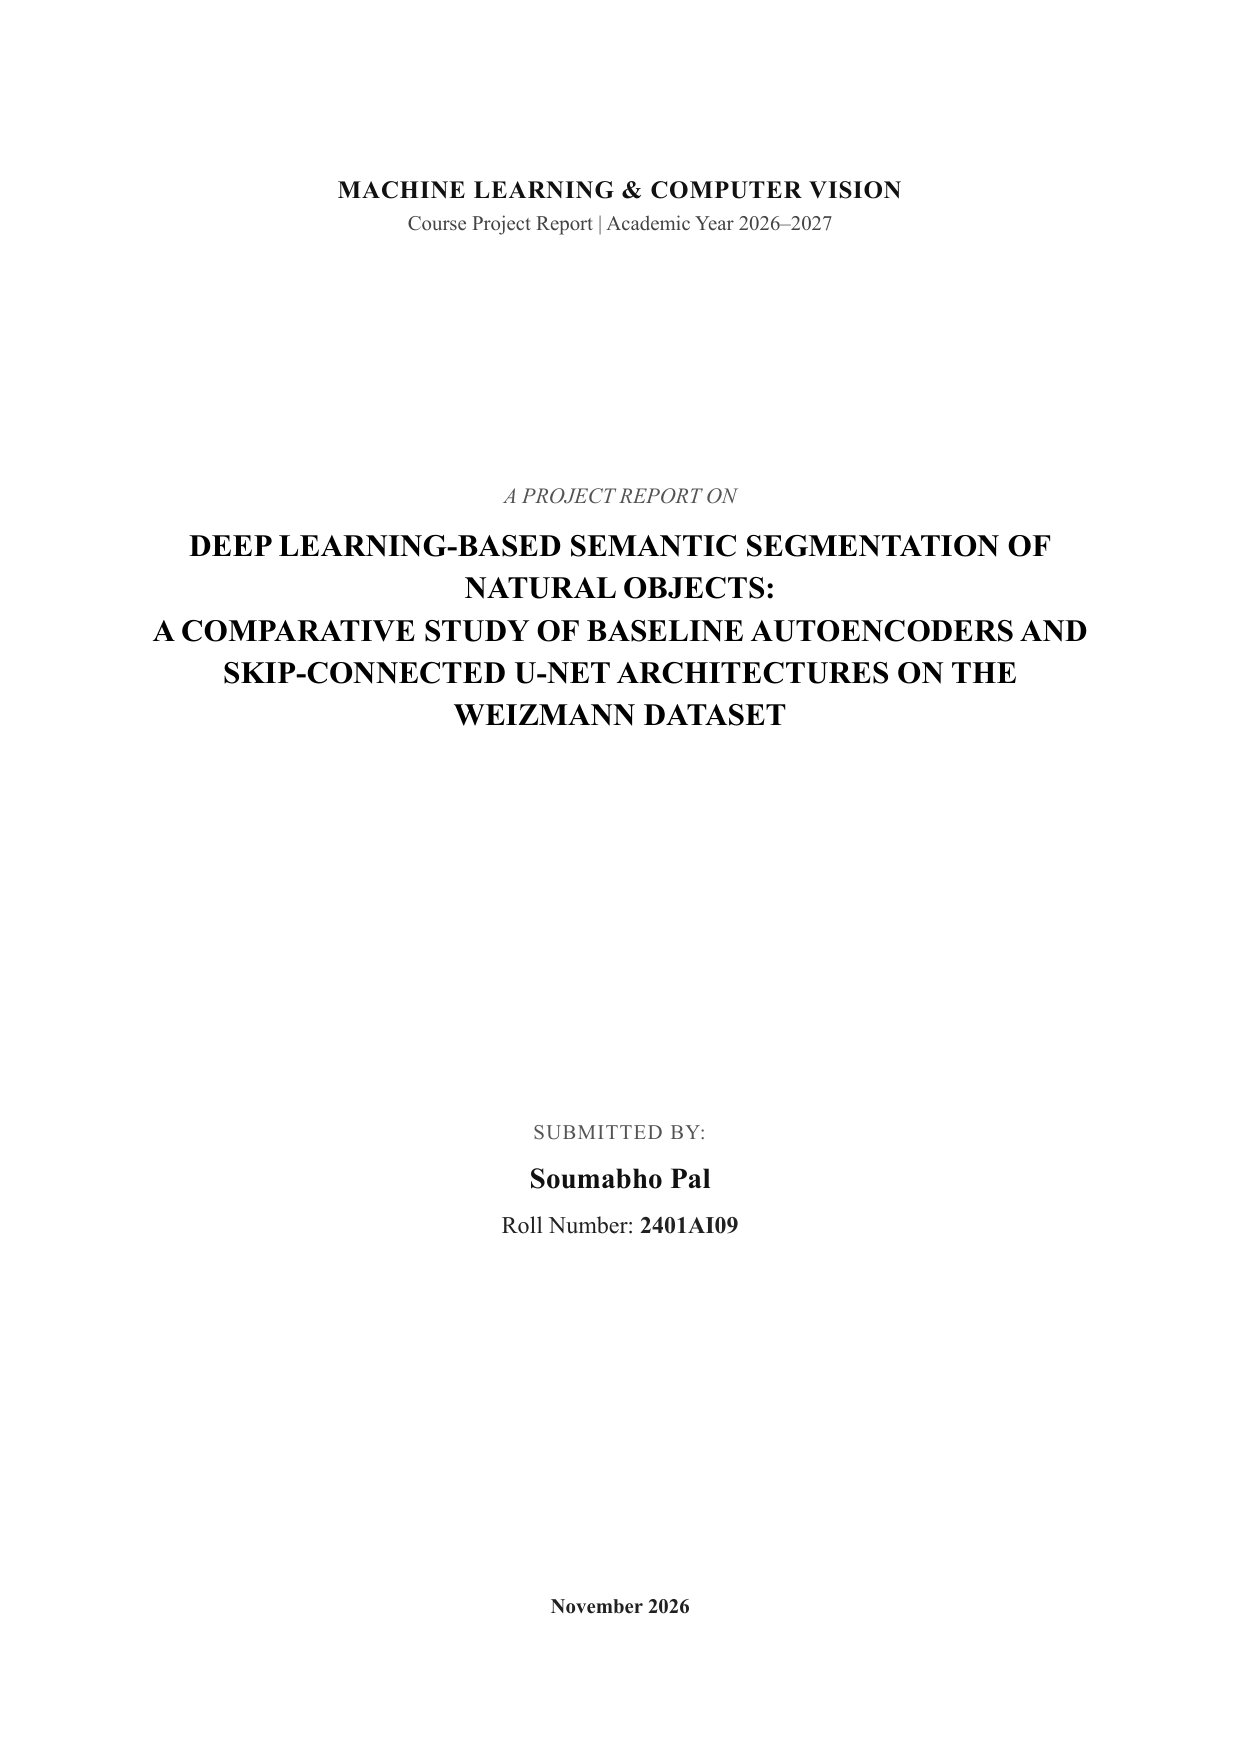 MACHINE LEARNING & COMPUTER VISION
Course Project Report | Academic Year 2026–2027
A PROJECT REPORT ON
DEEP LEARNING-BASED SEMANTIC SEGMENTATION OF
NATURAL OBJECTS:
A COMPARATIVE STUDY OF BASELINE AUTOENCODERS AND
SKIP-CONNECTED U-NET ARCHITECTURES ON THE
WEIZMANN DATASET
SUBMITTED BY:
Soumabho Pal
Roll Number: 2401AI09
November 2026